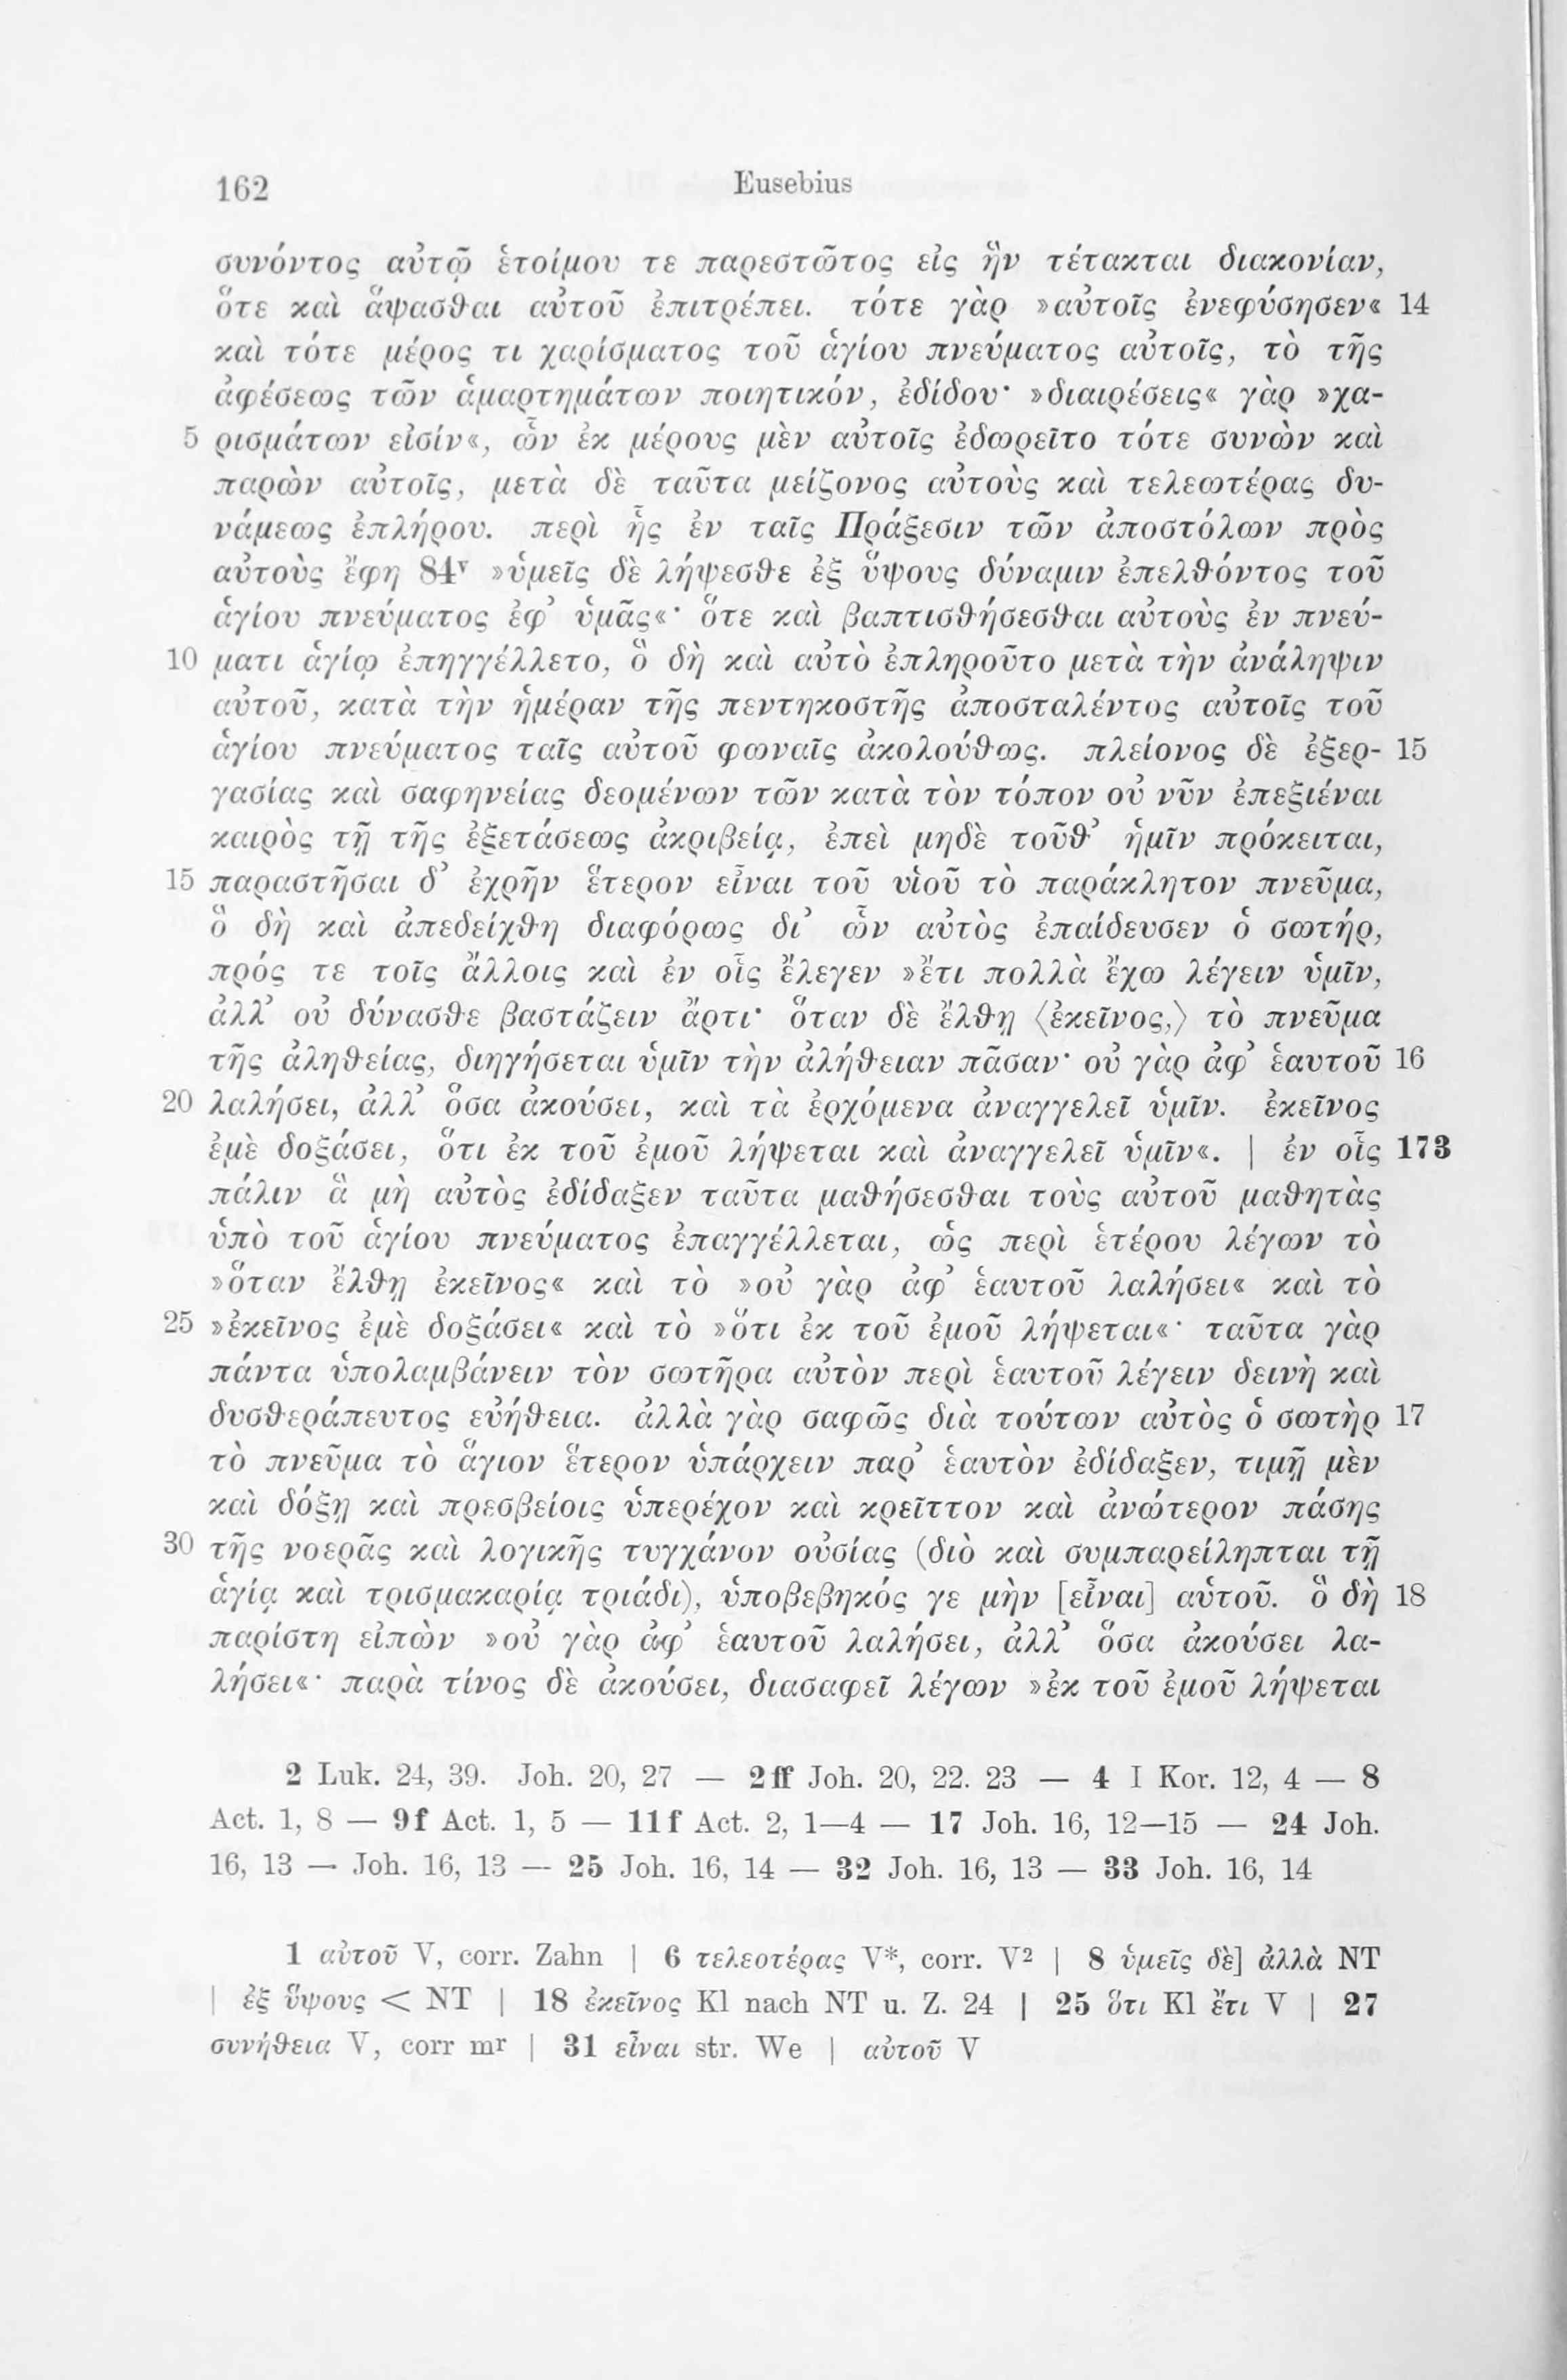 162 Eusebius
συνόντος αὐτῷ ἑτοίμου τε παρεστῶτος εἰς ἣν τέτακται διακονίαν,
ὅτε καὶ ἅψασθαι αὐτοῦ ἐπιτρέπει. τότε γὰρ »αὐτοῖς ἐνεφύσησεν« 14
καὶ τότε μέρος τι χαρίσματος τοῦ ἁγίου πνεύματος αὐτοῖς, τὸ τῆς
ἀφέσεως τῶν ἁμαρτημάτων ποιητικόν, ἐδίδου· »διαιρέσεις« γὰρ »χα-
5 ρισμάτων εἰσίν«, ὧν ἐκ μέρους μὲν αὐτοῖς ἐδωρεῖτο τότε συνὼν καὶ
παρὼν αὐτοῖς, μετὰ δὲ ταῦτα μείζονος αὐτοὺς καὶ τελεωτέρας δυ-
νάμεως ἐπλήρου. περὶ ἧς ἐν ταῖς Πράξεσιν τῶν ἀποστόλων πρὸς
αὐτοὺς ἔφη 84ᵛ »ὑμεῖς δὲ λήψεσθε ἐξ ὕψους δύναμιν ἐπελθόντος τοῦ
ἁγίου πνεύματος ἐφ’ ὑμᾶς«· ὅτε καὶ βαπτισθήσεσθαι αὐτοὺς ἐν πνεύ-
10 ματι ἁγίῳ ἐπηγγέλλετο, ὃ δὴ καὶ αὐτὸ ἐπληροῦτο μετὰ τὴν ἀνάληψιν
αὐτοῦ, κατὰ τὴν ἡμέραν τῆς πεντηκοστῆς ἀποσταλέντος αὐτοῖς τοῦ
ἁγίου πνεύματος ταῖς αὐτοῦ φωναῖς ἀκολούθως. πλείονος δὲ ἐξερ- 15
γασίας καὶ σαφηνείας δεομένων τῶν κατὰ τὸν τόπον οὐ νῦν ἐπεξιέναι
καιρὸς τῇ τῆς ἐξετάσεως ἀκριβείᾳ, ἐπεὶ μηδὲ τοῦθ’ ἡμῖν πρόκειται,
15 παραστῆσαι δ’ ἐχρῆν ἕτερον εἶναι τοῦ υἱοῦ τὸ παράκλητον πνεῦμα,
ὃ δὴ καὶ ἀπεδείχθη διαφόρως δι’ ὧν αὐτὸς ἐπαίδευσεν ὁ σωτήρ,
πρός τε τοῖς ἄλλοις καὶ ἐν οἷς ἔλεγεν »ἔτι πολλὰ ἔχω λέγειν ὑμῖν,
ἀλλ’ οὐ δύνασθε βαστάζειν ἄρτι· ὅταν δὲ ἔλθῃ ⟨ἐκεῖνος,⟩ τὸ πνεῦμα
τῆς ἀληθείας, διηγήσεται ὑμῖν τὴν ἀλήθειαν πᾶσαν· οὐ γὰρ ἀφ’ ἑαυτοῦ 16
20 λαλήσει, ἀλλ’ ὅσα ἀκούσει, καὶ τὰ ἐρχόμενα ἀναγγελεῖ ὑμῖν. ἐκεῖνος
ἐμὲ δοξάσει, ὅτι ἐκ τοῦ ἐμοῦ λήψεται καὶ ἀναγγελεῖ ὑμῖν«. | ἐν οἷς 173
πάλιν ἃ μὴ αὐτὸς ἐδίδαξεν ταῦτα μαθήσεσθαι τοὺς αὐτοῦ μαθητὰς
ὑπὸ τοῦ ἁγίου πνεύματος ἐπαγγέλλεται, ὡς περὶ ἑτέρου λέγων τὸ
»ὅταν ἔλθῃ ἐκεῖνος« καὶ τὸ »οὐ γὰρ ἀφ’ ἑαυτοῦ λαλήσει« καὶ τὸ
25 »ἐκεῖνος ἐμὲ δοξάσει« καὶ τὸ »ὅτι ἐκ τοῦ ἐμοῦ λήψεται«· ταῦτα γὰρ
πάντα ὑπολαμβάνειν τὸν σωτῆρα αὐτὸν περὶ ἑαυτοῦ λέγειν δεινὴ καὶ
δυσθεράπευτος εὐήθεια. ἀλλὰ γὰρ σαφῶς διὰ τούτων αὐτὸς ὁ σωτὴρ 17
τὸ πνεῦμα τὸ ἅγιον ἕτερον ὑπάρχειν παρ’ ἑαυτὸν ἐδίδαξεν, τιμῇ μὲν
καὶ δόξῃ καὶ πρεσβείοις ὑπερέχον καὶ κρεῖττον καὶ ἀνώτερον πάσης
30 τῆς νοερᾶς καὶ λογικῆς τυγχάνον οὐσίας (διὸ καὶ συμπαρείληπται τῇ
ἁγίᾳ καὶ τρισμακαρίᾳ τριάδι), ὑποβεβηκός γε μὴν [εἶναι] αὑτοῦ. ὃ δὴ 18
παρίστη εἰπὼν »οὐ γὰρ ἀφ’ ἑαυτοῦ λαλήσει, ἀλλ’ ὅσα ἀκούσει λα-
λήσει«· παρὰ τίνος δὲ ἀκούσει, διασαφεῖ λέγων »ἐκ τοῦ ἐμοῦ λήψεται
2 Luk. 24, 39. Joh. 20, 27 — 2ff Joh. 20, 22. 23 — 4 I Kor. 12, 4 — 8
Act. 1, 8 — 9f Act. 1, 5 — 11f Act. 2, 1—4 — 17 Joh. 16, 12—15 — 24 Joh.
16, 13 — Joh. 16, 13 — 25 Joh. 16, 14 — 32 Joh. 16, 13 — 33 Joh. 16, 14
1 αὐτοῦ V, corr. Zahn | 6 τελεοτέρας V*, corr. V² | 8 ὑμεῖς δὲ] ἀλλὰ NT
| ἐξ ὕψους < NT | 18 ἐκεῖνος Kl nach NT u. Z. 24 | 25 ὅτι Kl ἔτι V | 27
συνήθεια V, corr mʳ | 31 εἶναι str. We | αὐτοῦ V